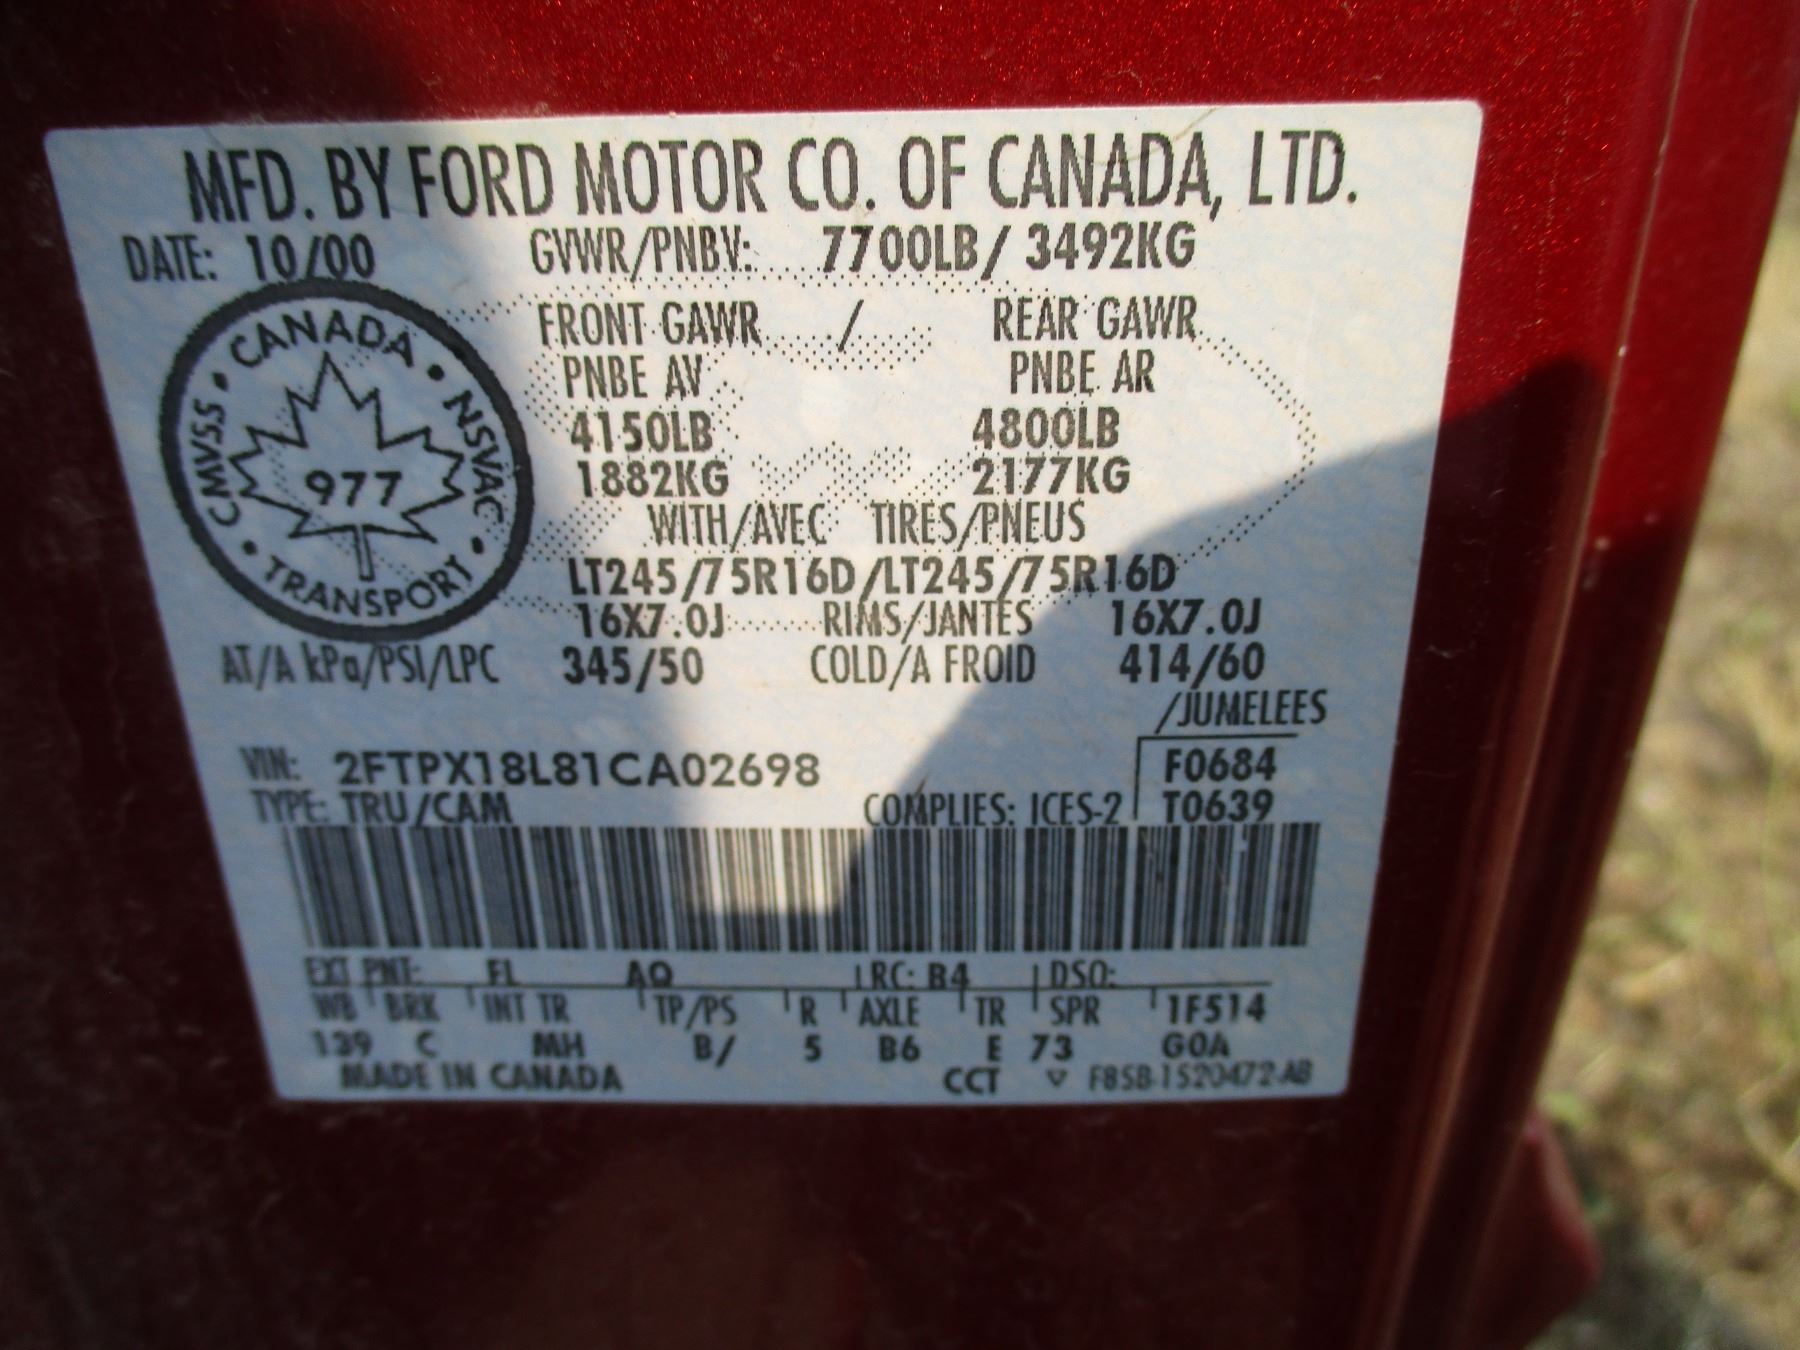 MFD. BY FORD MOTOR CO. OF CANADA, LTD.
DATE: 10/00 GVWR/PNBV: 7700LB/ 3492KG
CANADA
CMVSS • NSVAC
977
TRANSPORT
FRONT GAWR / REAR GAWR
PNBE AV PNBE AR
4150LB 4800LB
1882KG 2177KG
WITH/AVEC TIRES/PNEUS
LT245/75R16D/LT245/75R16D
16X7.0J RIMS/JANTES 16X7.0J
AT/A kPa/PSI/LPC 345/50 COLD/A FROID 414/60
/JUMELEES
VIN: 2FTPX18L81CA02698 F0684
TYPE: TRU/CAM COMPLIES: ICES-2 T0639
EXT PNT: FL AQ RC: B4 DSO:
WB BRK INT TR TP/PS R AXLE TR SPR 1F514
139 C MH B/ 5 B6 E 73 GOA
MADE IN CANADA CCT ▽ F85B-1520472-AB